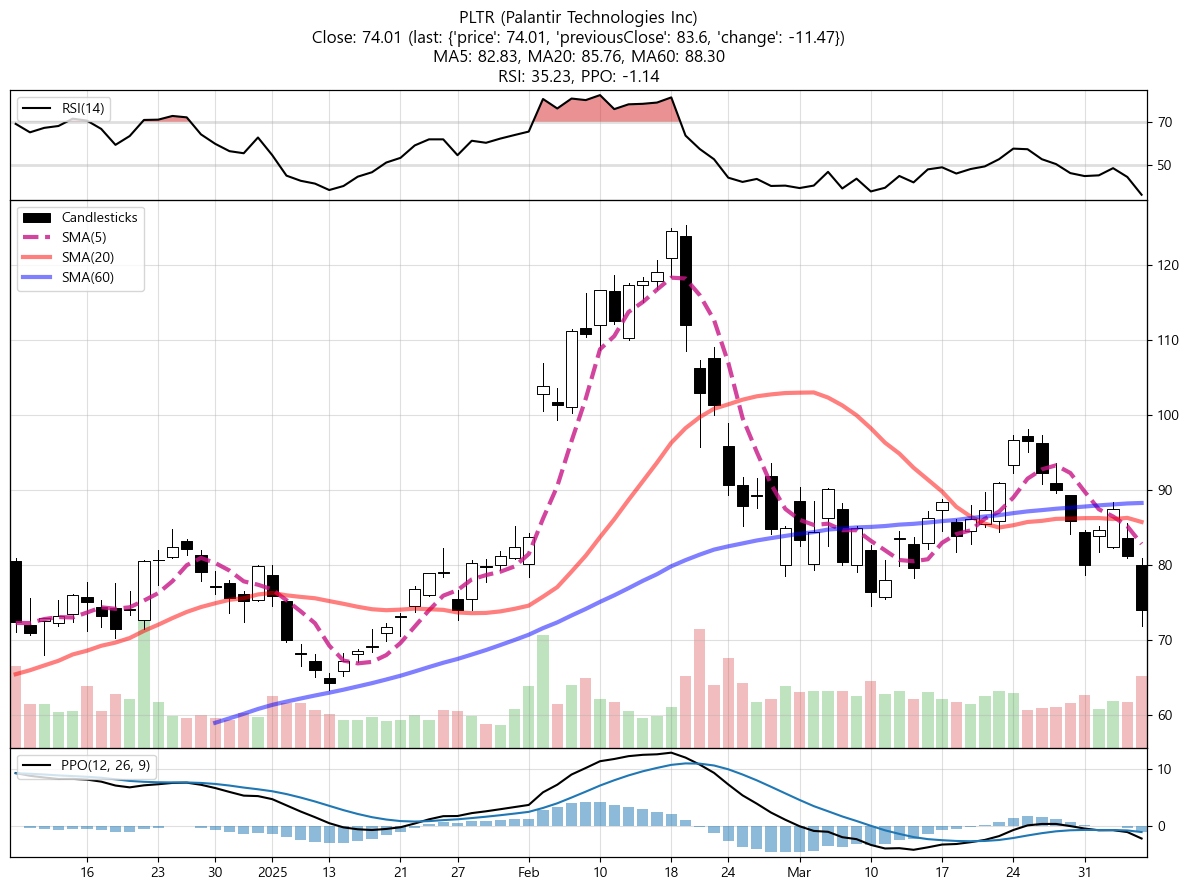 PLTR (Palantir Technologies Inc)
Close: 74.01 (last: {'price': 74.01, 'previousClose': 83.6, 'change': -11.47})
MA5: 82.83, MA20: 85.76, MA60: 88.30
RSI: 35.23, PPO: -1.14
RSI(14)
70
50
Candlesticks
SMA(5)
SMA(20)
SMA(60)
120
110
100
90
80
70
60
PPO(12, 26, 9)
10
0
16 23 30 2025 13 21 27 Feb 10 18 24 Mar 10 17 24 31